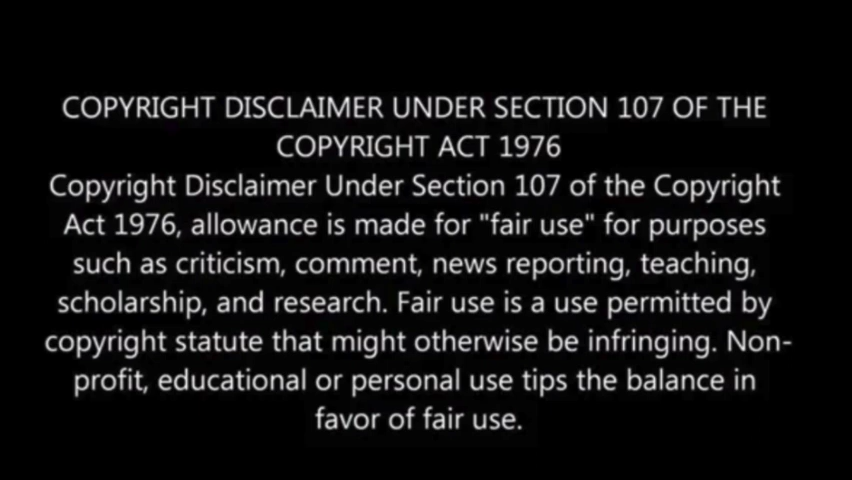 COPYRIGHT DISCLAIMER UNDER SECTION 107 OF THE
COPYRIGHT ACT 1976
Copyright Disclaimer Under Section 107 of the Copyright
Act 1976, allowance is made for "fair use" for purposes
such as criticism, comment, news reporting, teaching,
scholarship, and research. Fair use is a use permitted by
copyright statute that might otherwise be infringing. Non-
profit, educational or personal use tips the balance in
favor of fair use.